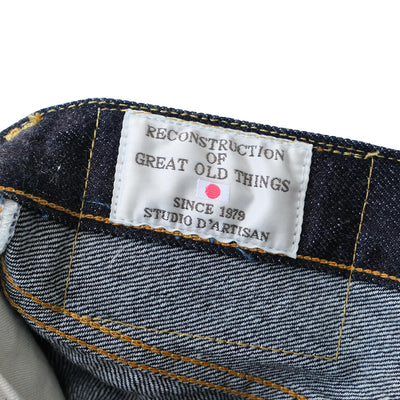 RECONSTRUCTION
OF
GREAT OLD THINGS
SINCE 1979
STUDIO D'ARTISAN